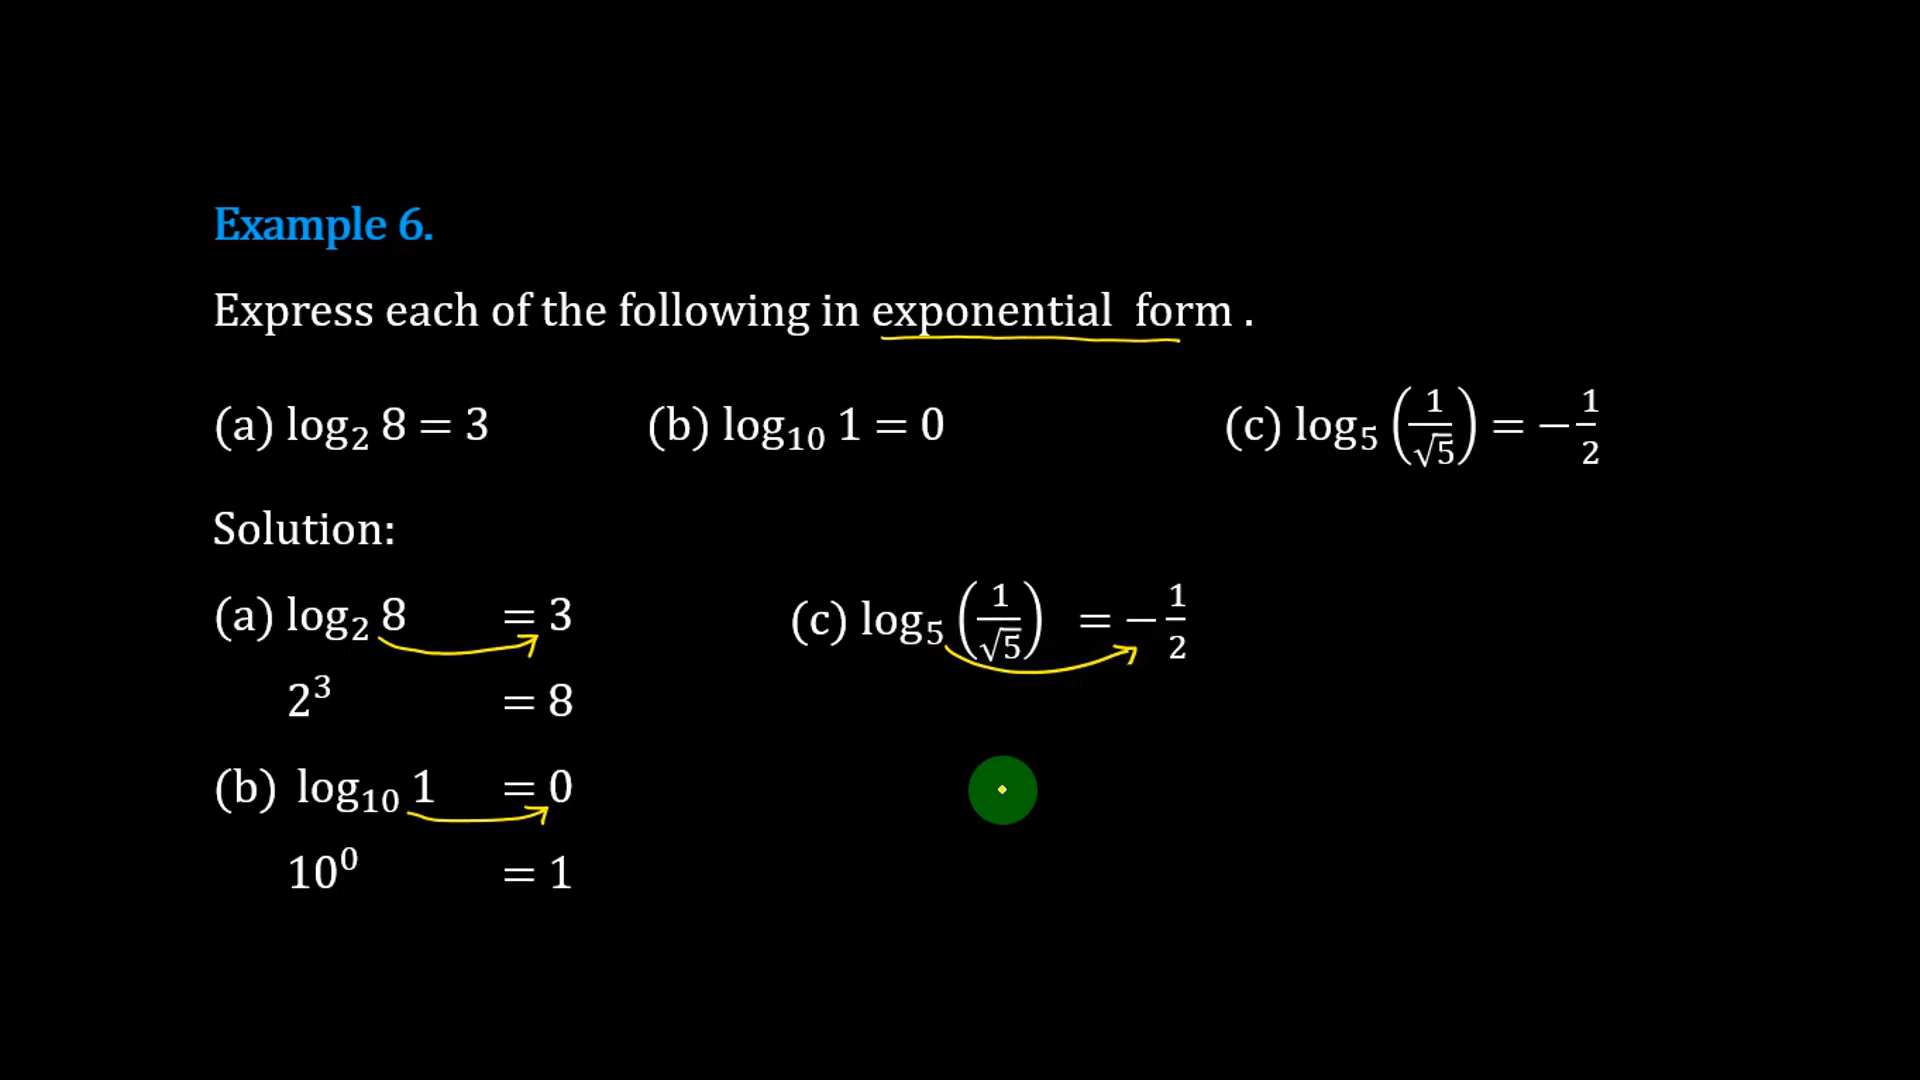 Example 6.
Express each of the following in exponential form .
(a) log₂ 8 = 3 (b) log₁₀ 1 = 0 (c) log₅ (1/√5) = −1/2
Solution:
(a) log₂ 8 = 3
2³ = 8
(b) log₁₀ 1 = 0
10⁰ = 1
(c) log₅ (1/√5) = −1/2